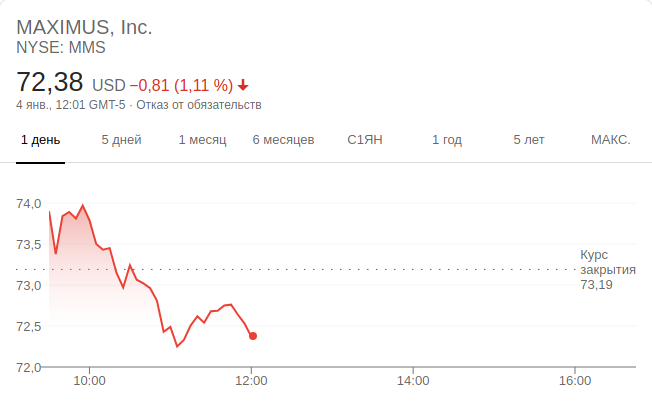 MAXIMUS, Inc.
NYSE: MMS
72,38 USD −0,81 (1,11 %)
4 янв., 12:01 GMT-5 · Отказ от обязательств
1 день 5 дней 1 месяц 6 месяцев С1ЯН 1 год 5 лет МАКС.
74,0
73,5
73,0
72,5
72,0
Курс
закрытия
73,19
10:00 12:00 14:00 16:00